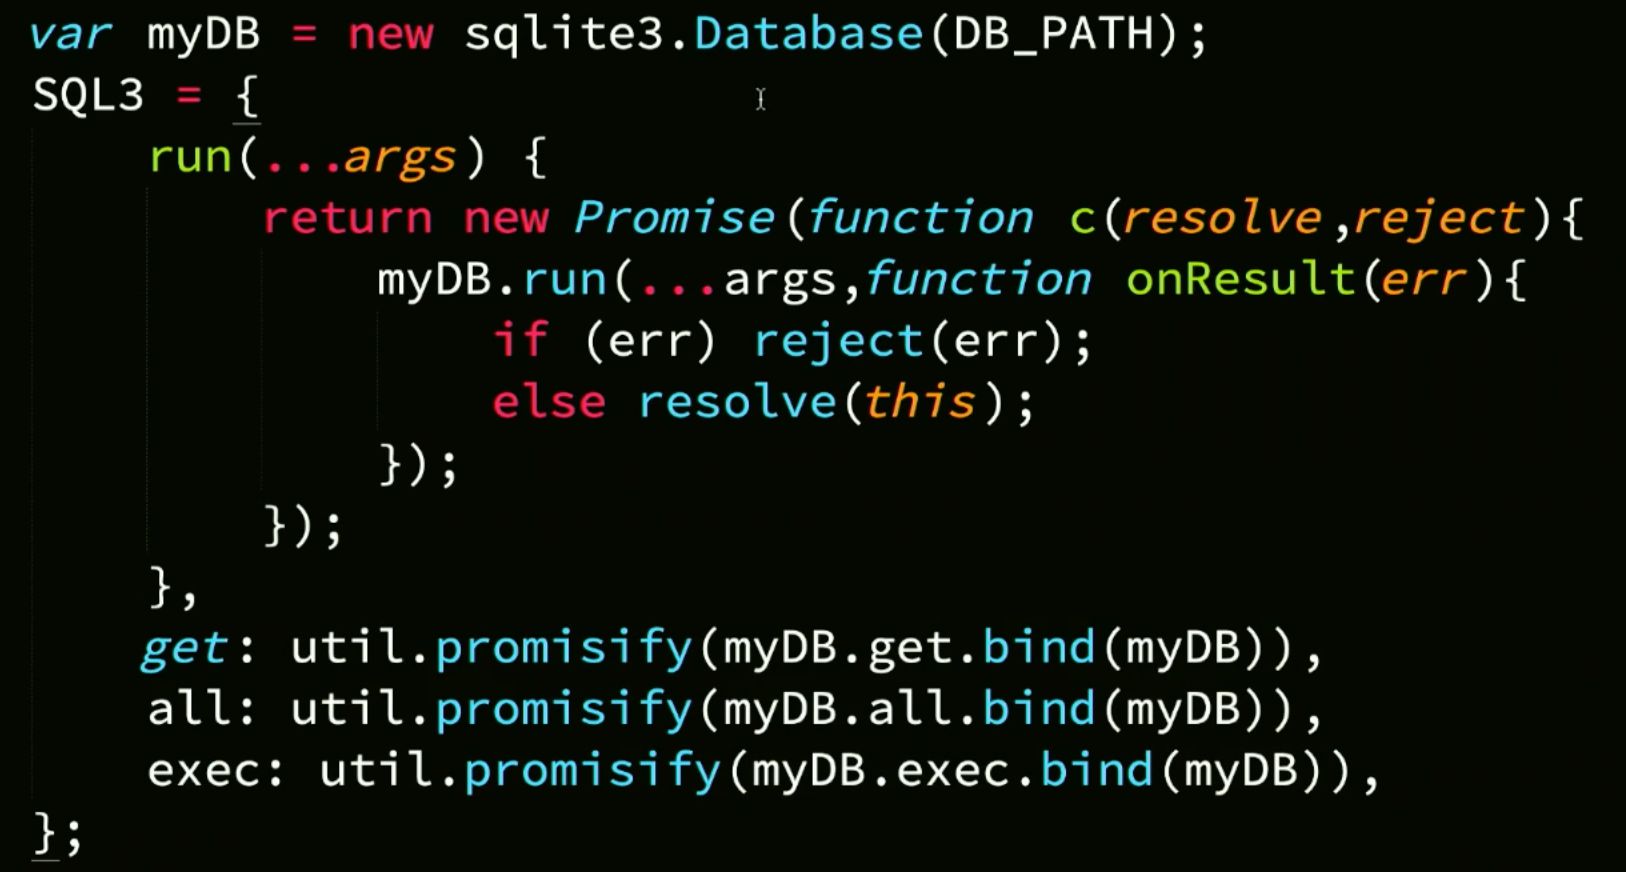 var myDB = new sqlite3.Database(DB_PATH);
SQL3 = {
run(...args) {
return new Promise(function c(resolve,reject){
myDB.run(...args,function onResult(err){
if (err) reject(err);
else resolve(this);
});
});
},
get: util.promisify(myDB.get.bind(myDB)),
all: util.promisify(myDB.all.bind(myDB)),
exec: util.promisify(myDB.exec.bind(myDB)),
};